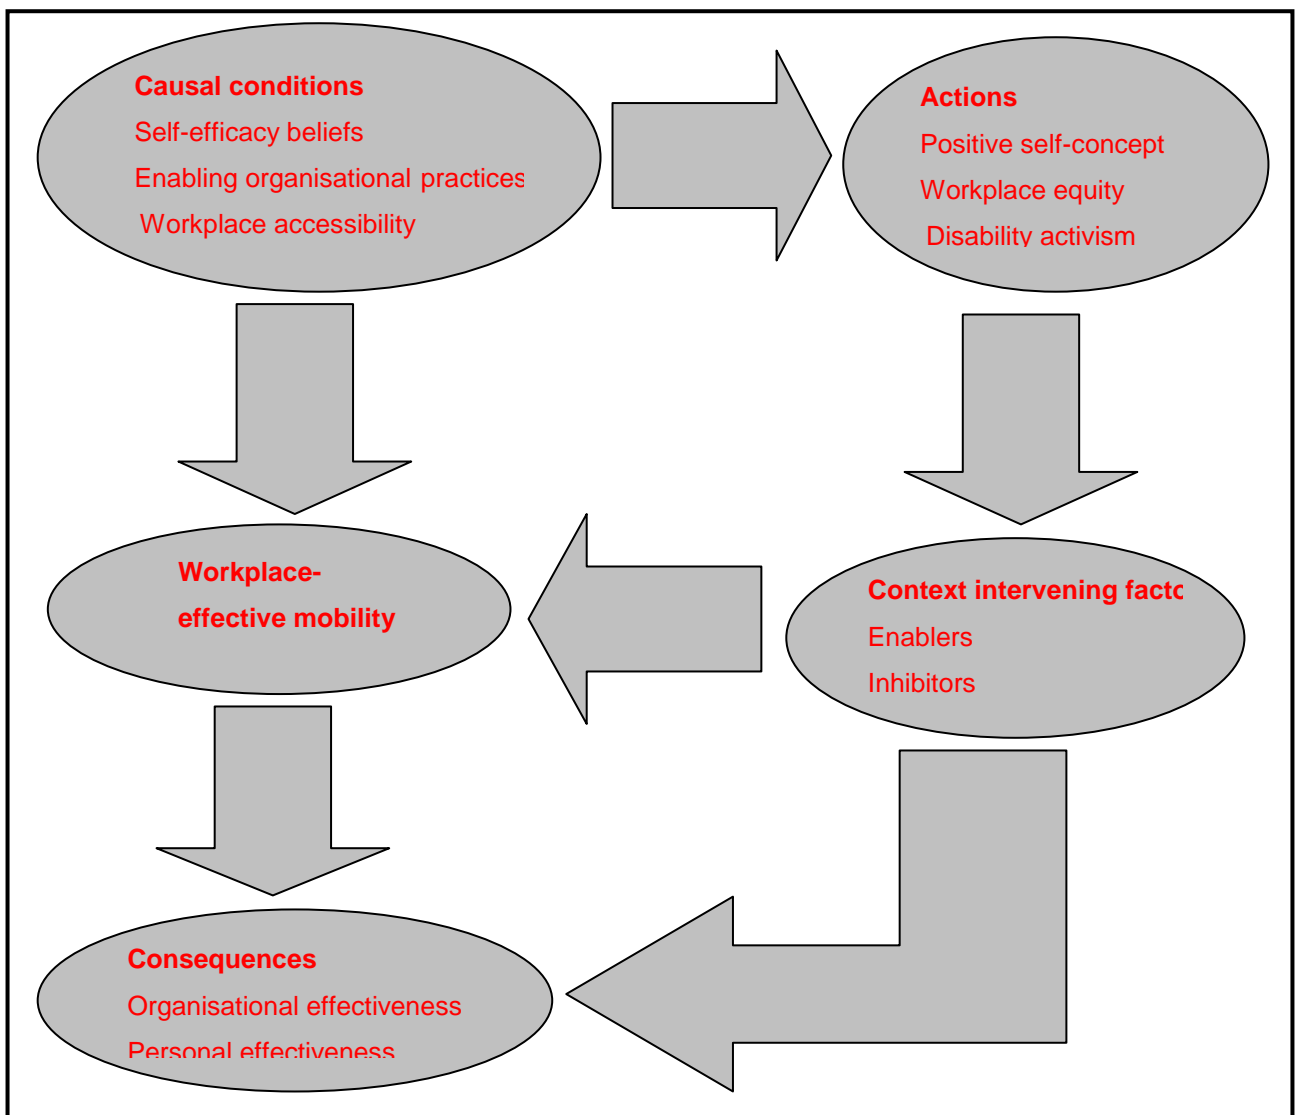 Causal conditions
Self-efficacy beliefs
Enabling organisational practices
Workplace accessibility
Actions
Positive self-concept
Workplace equity
Disability activism
Workplace-
effective mobility
Context intervening facto
Enablers
Inhibitors
Consequences
Organisational effectiveness
Personal effectiveness